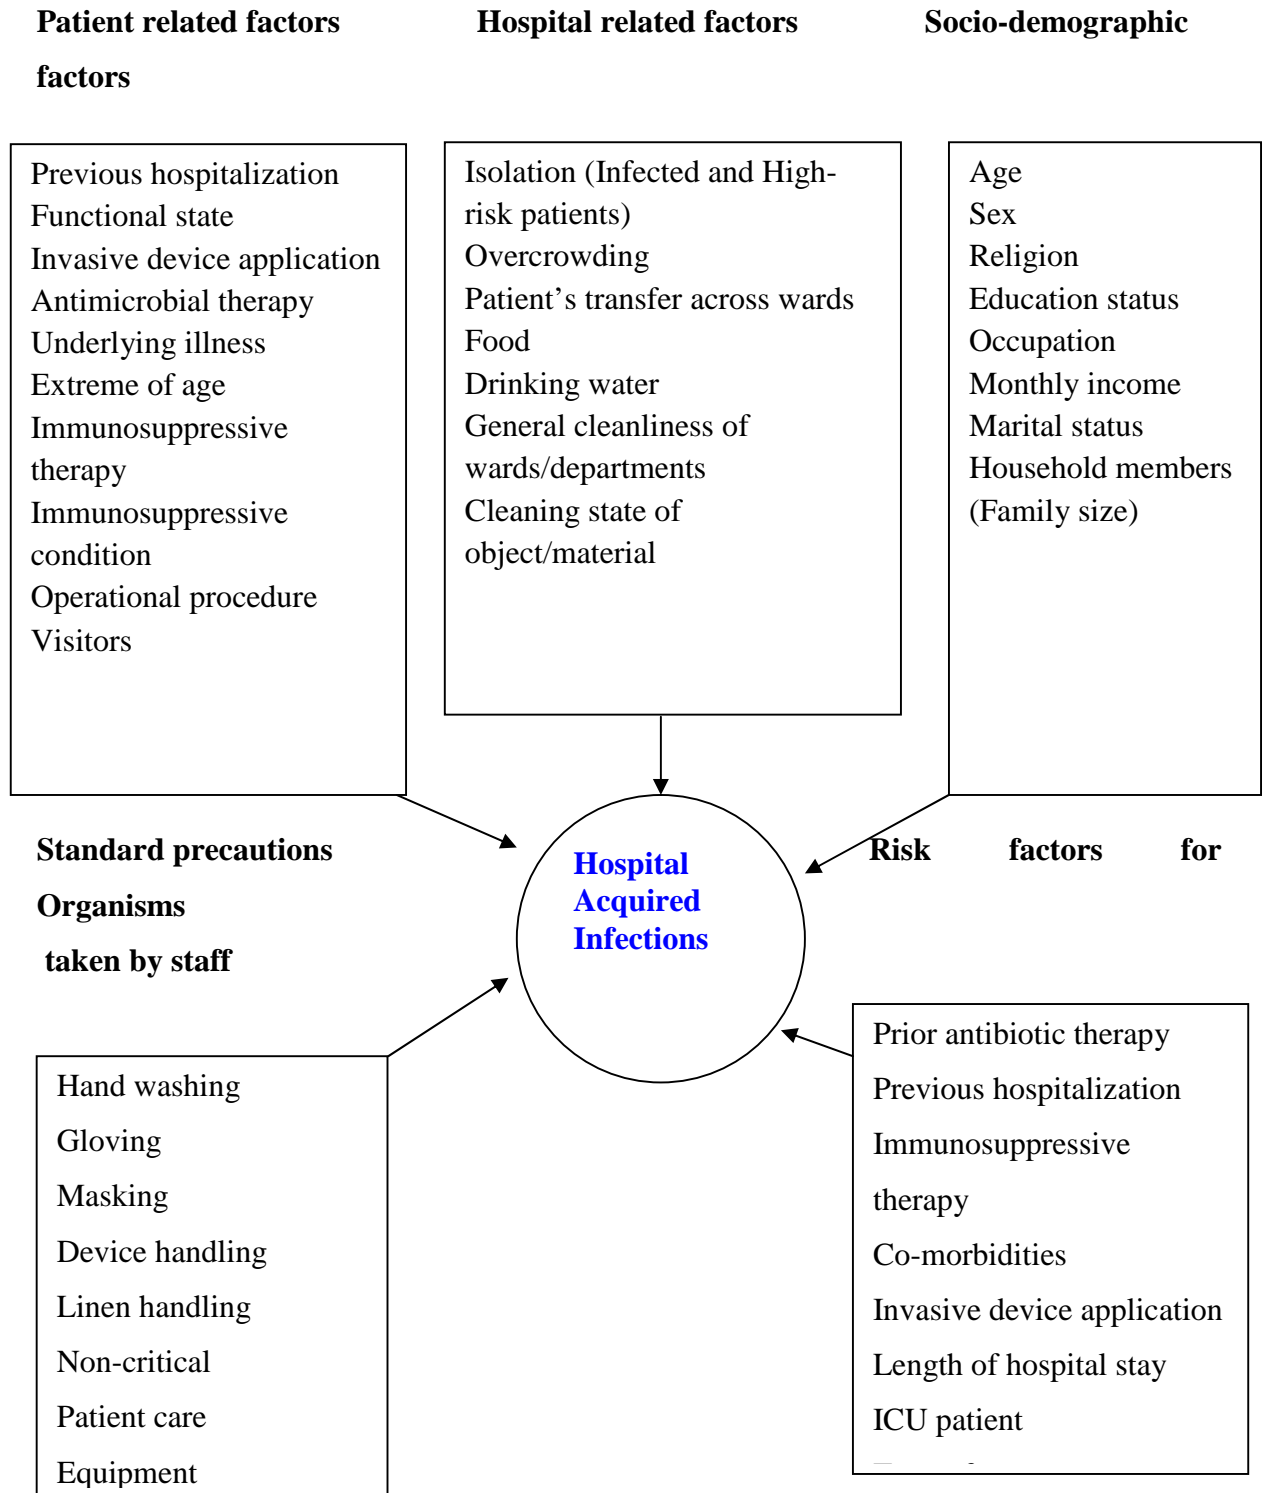 Patient related factors Hospital related factors Socio-demographic
factors
Previous hospitalization
Functional state
Invasive device application
Antimicrobial therapy
Underlying illness
Extreme of age
Immunosuppressive
therapy
Immunosuppressive
condition
Operational procedure
Visitors
Isolation (Infected and High-
risk patients)
Overcrowding
Patient’s transfer across wards
Food
Drinking water
General cleanliness of
wards/departments
Cleaning state of
object/material
Age
Sex
Religion
Education status
Occupation
Monthly income
Marital status
Household members
(Family size)
Standard precautions Risk factors for
Organisms
taken by staff
Hospital
Acquired
Infections
Hand washing
Gloving
Masking
Device handling
Linen handling
Non-critical
Patient care
Equipment
Prior antibiotic therapy
Previous hospitalization
Immunosuppressive
therapy
Co-morbidities
Invasive device application
Length of hospital stay
ICU patient